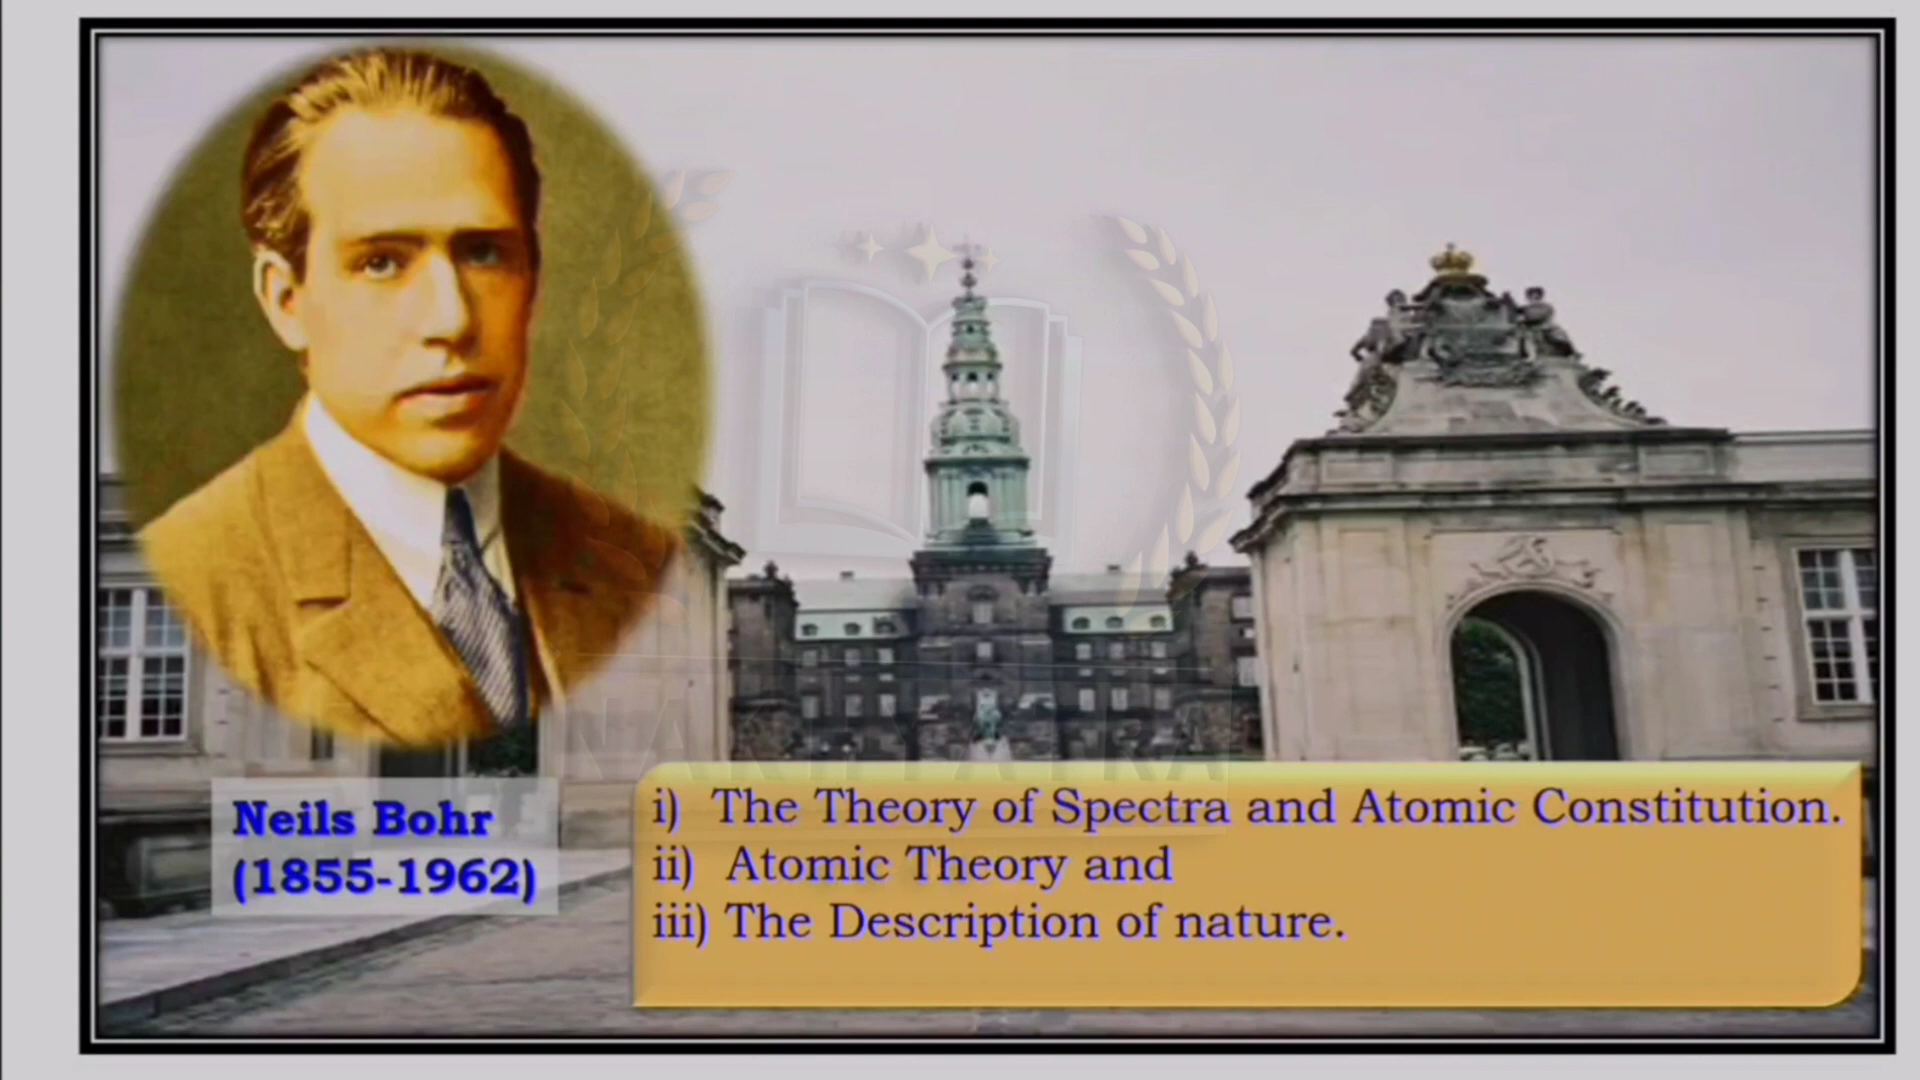 Neils Bohr
(1855-1962)
i) The Theory of Spectra and Atomic Constitution.
ii) Atomic Theory and
iii) The Description of nature.